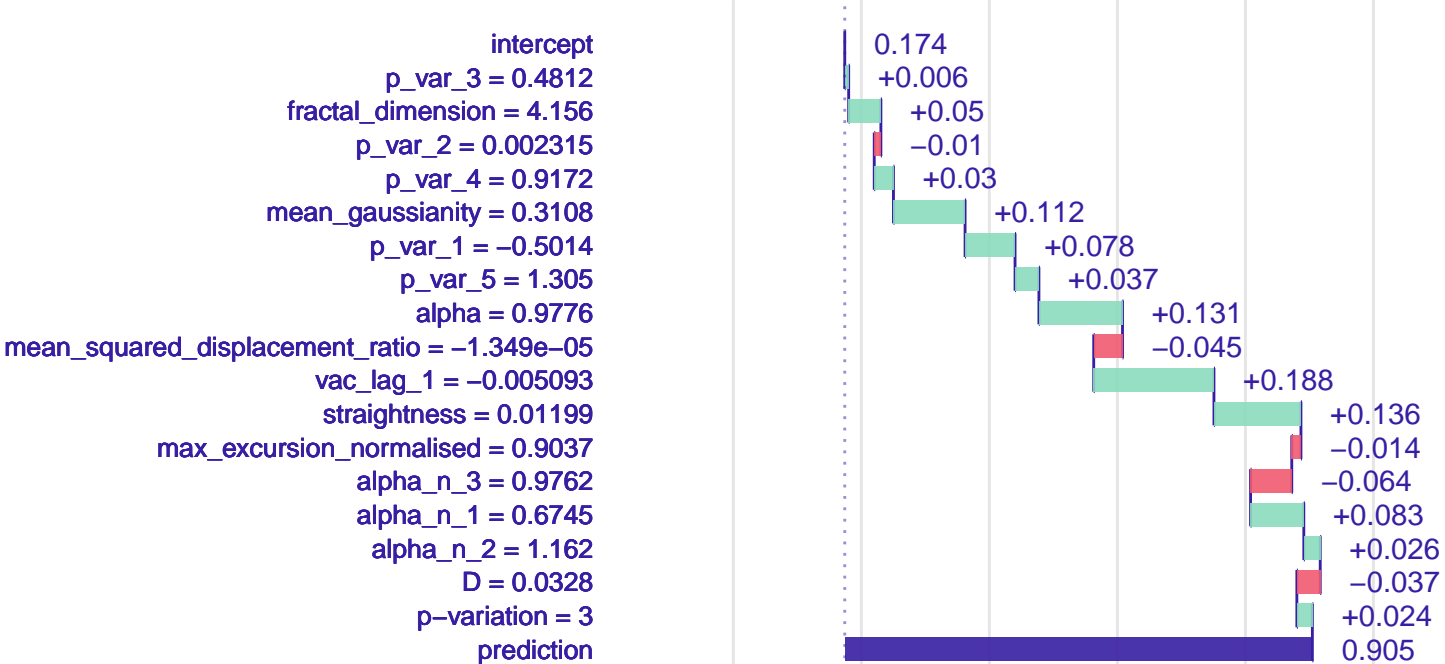 intercept 0.174
p_var_3 = 0.4812 +0.006
fractal_dimension = 4.156 +0.05
p_var_2 = 0.002315 −0.01
p_var_4 = 0.9172 +0.03
mean_gaussianity = 0.3108 +0.112
p_var_1 = −0.5014 +0.078
p_var_5 = 1.305 +0.037
alpha = 0.9776 +0.131
mean_squared_displacement_ratio = −1.349e−05 −0.045
vac_lag_1 = −0.005093 +0.188
straightness = 0.01199 +0.136
max_excursion_normalised = 0.9037 −0.014
alpha_n_3 = 0.9762 −0.064
alpha_n_1 = 0.6745 +0.083
alpha_n_2 = 1.162 +0.026
D = 0.0328 −0.037
p−variation = 3 +0.024
prediction 0.905